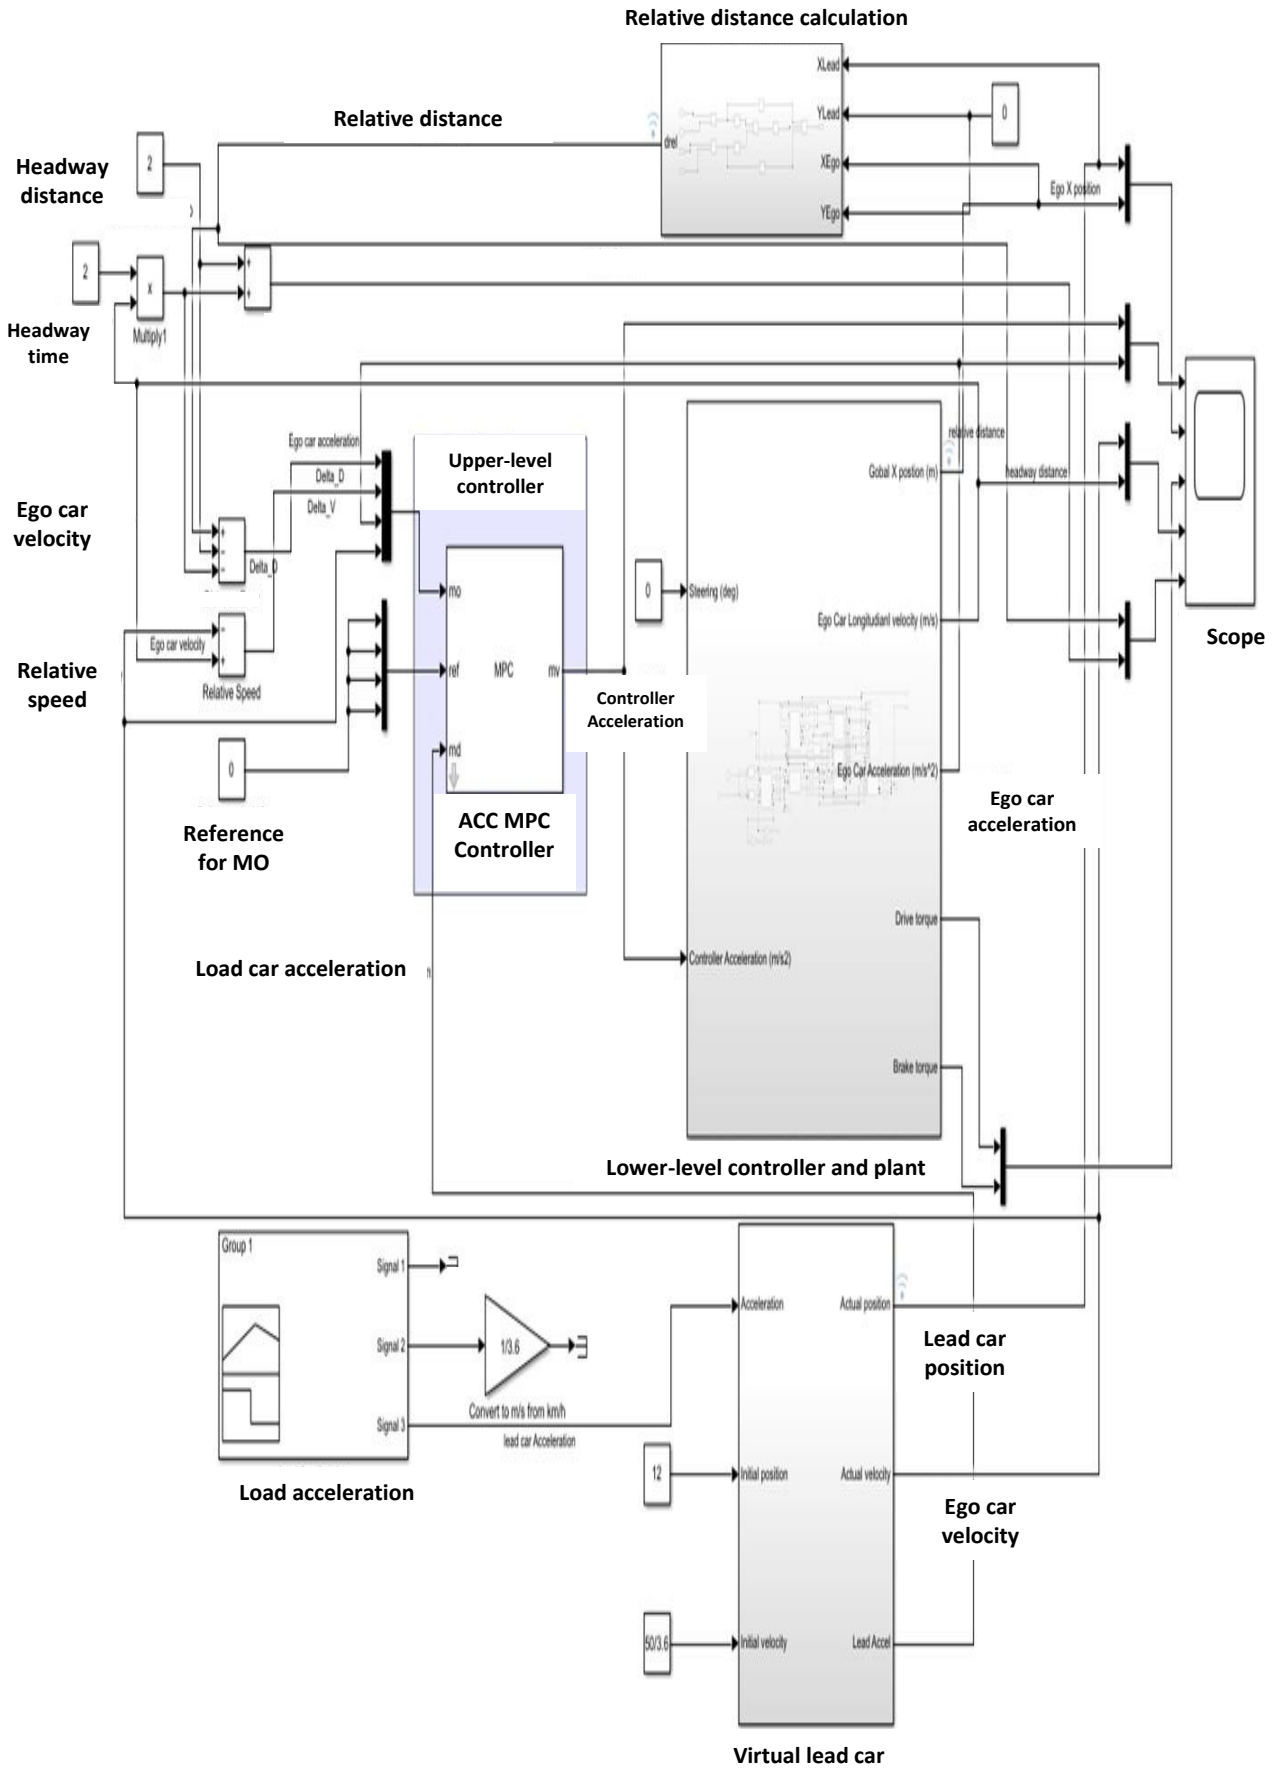 Relative distance calculation
XLead
YLead
0
Relative distance
drel
2
XEgo
Headway
distance
Ego X position
YEgo
2
x
+
+
Headway
time
Multiply1
Ego car acceleration
relative distance
Upper-level
controller
Delta_D
Gobal X postion (m)
headway distance
Delta_V
Ego car
velocity
+
−
−
Delta_D
mo
0
Steering (deg)
Ego Car Longitudianl velocity (m/s)
Scope
−
Ego car velocity
+
Relative
speed
Relative Speed
ref
MPC
mv
Controller
Acceleration
md
0
Ego Car Acceleration (m/s^2)
Ego car
acceleration
Reference
for MO
ACC MPC
Controller
Drive torque
Load car acceleration
Controller Acceleration (m/s2)
Brake torque
Lower-level controller and plant
Group 1
Signal 1
Acceleration
Actual position
Signal 2
1/3.6
Lead car
position
Convert to m/s from km/h
Signal 3
lead car Acceleration
12
Initial position
Actual velocity
Load acceleration
Ego car
velocity
50/3.6
Initial velocity
Lead Accel
Virtual lead car